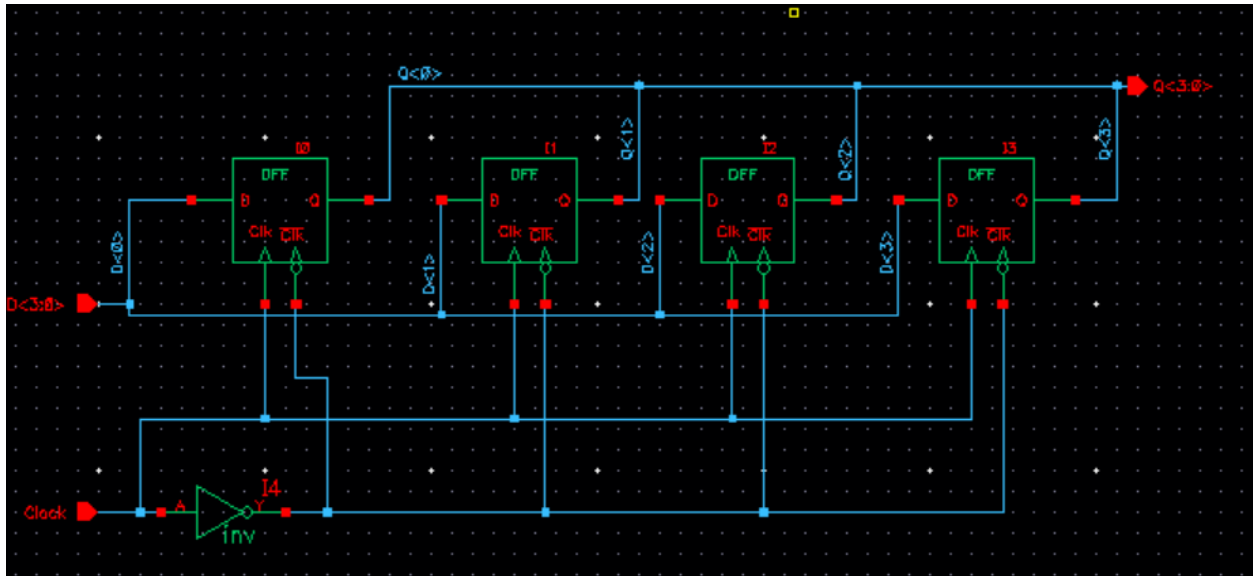 Q<0>
Q<3:0>
Q<1>
Q<2>
Q<3>
I0
I1
I2
I3
DFF
DFF
DFF
DFF
D Q
D Q
D Q
D Q
Clk Clk
Clk Clk
Clk Clk
Clk Clk
D<0>
D<1>
D<2>
D<3>
D<3:0>
I4
Clock
A Y
inv